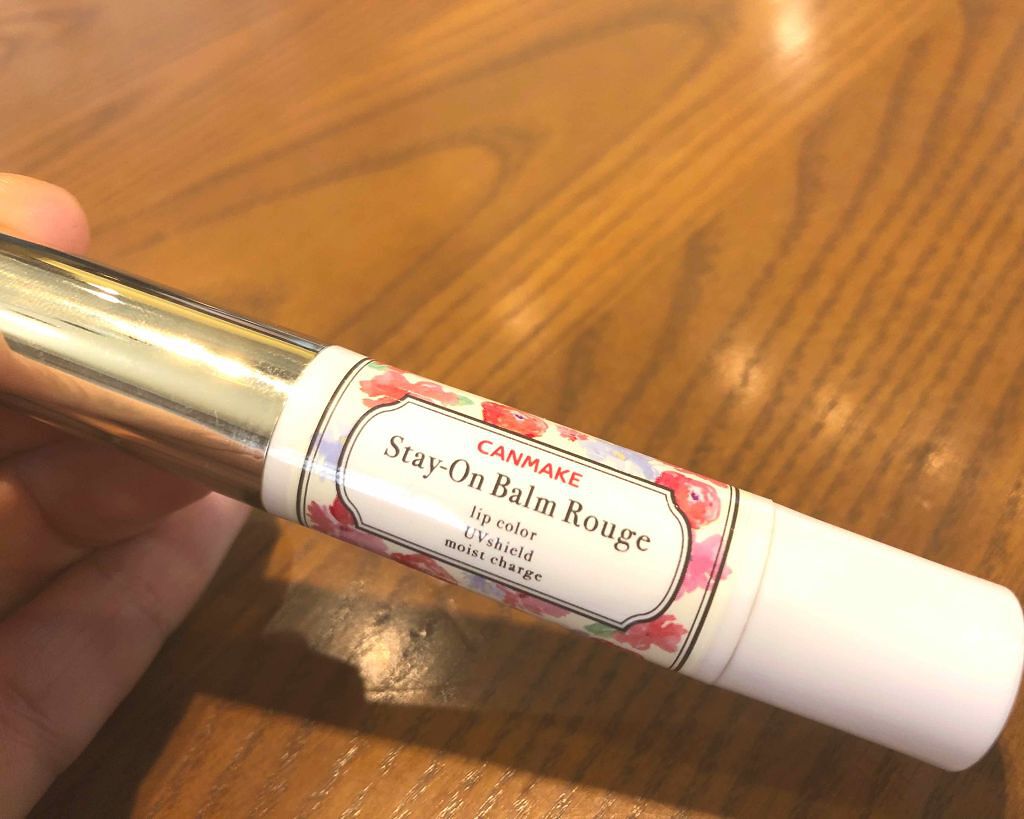 CANMAKE
Stay-On Balm Rouge
lip color
UVshield
moist charge